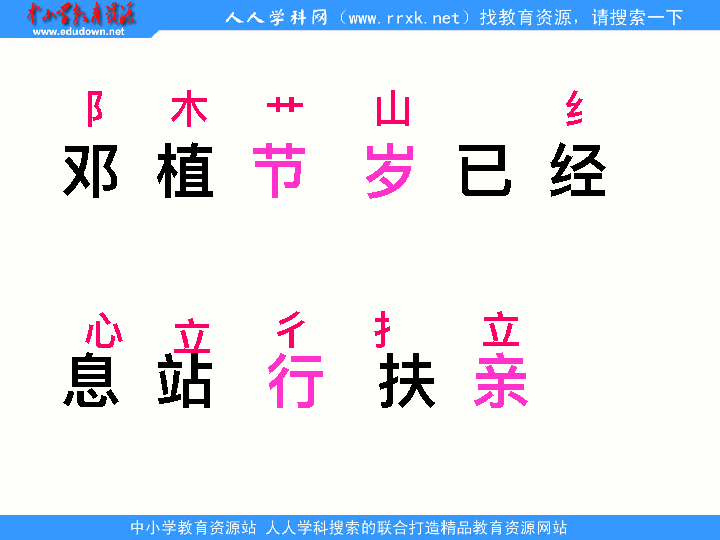 中小学教育资源
www.edudown.net
人人学科网（www.rrxk.net）找教育资源，请搜索一下
阝 木 艹 山 纟
邓 植 节 岁 已 经
心 立 彳 扌 立
息 站 行 扶 亲
中小学教育资源站 人人学科搜索的联合打造精品教育资源网站